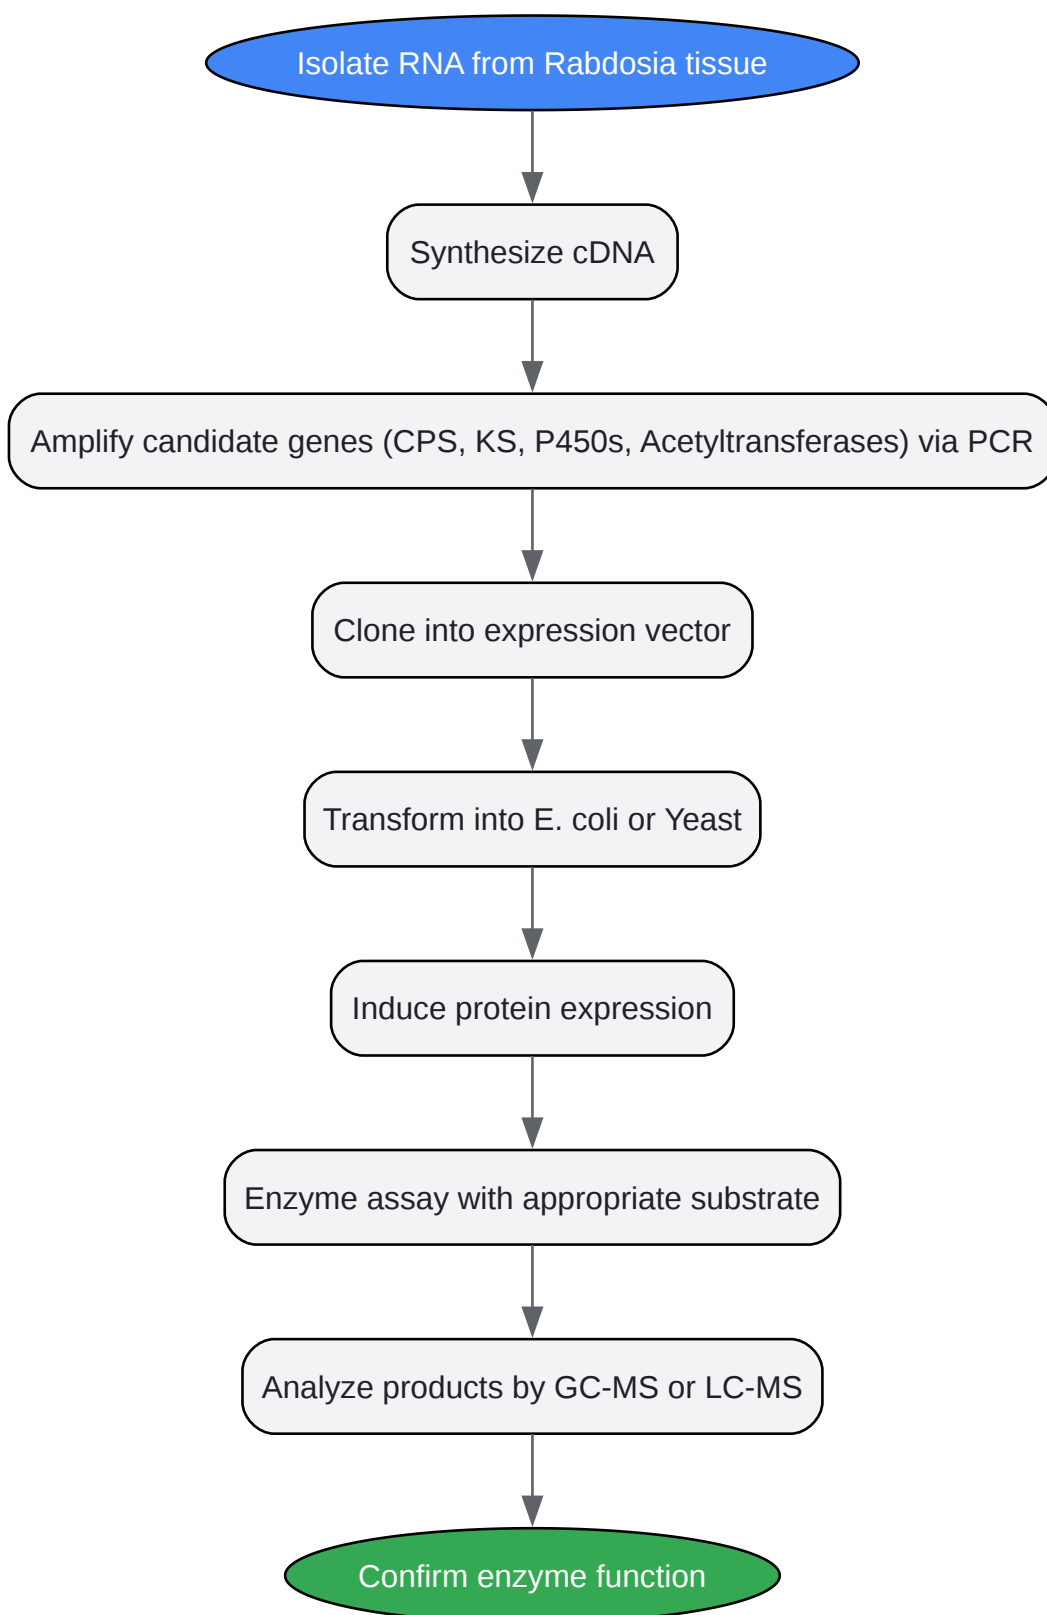 Isolate RNA from Rabdosia tissue
Synthesize cDNA
Amplify candidate genes (CPS, KS, P450s, Acetyltransferases) via PCR
Clone into expression vector
Transform into E. coli or Yeast
Induce protein expression
Enzyme assay with appropriate substrate
Analyze products by GC-MS or LC-MS
Confirm enzyme function